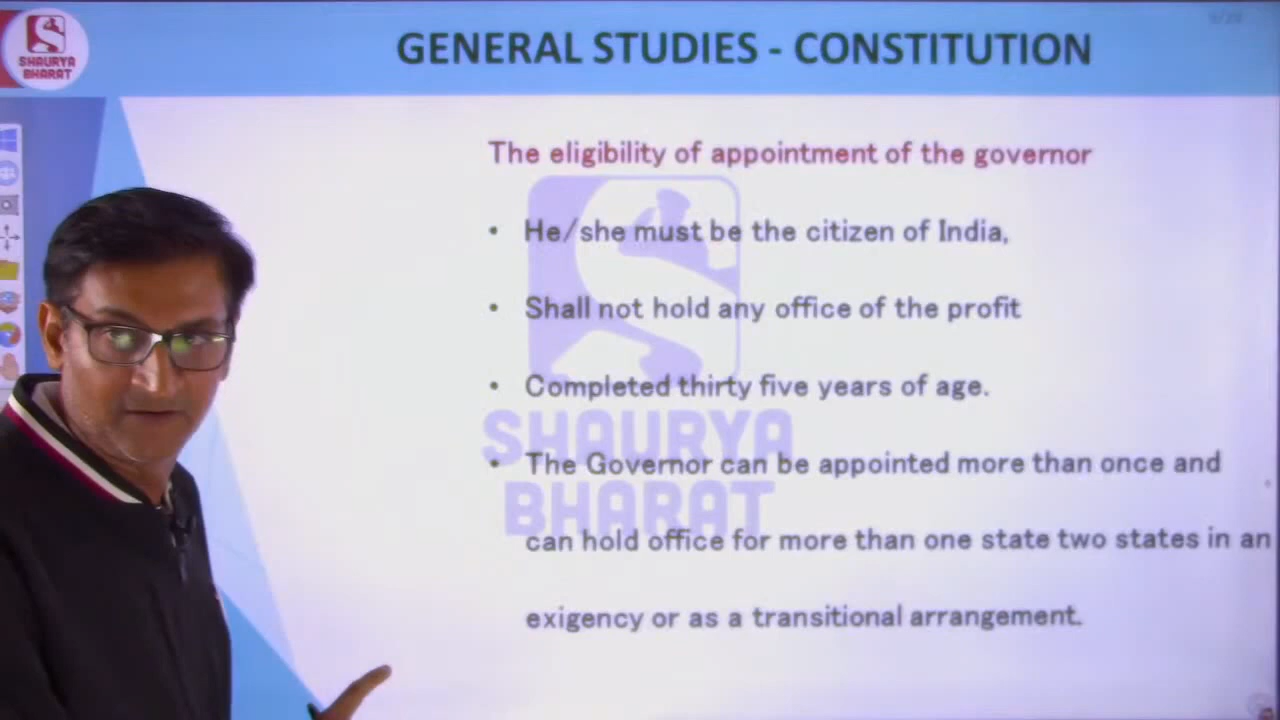 SHAURYA
BHARAT
GENERAL STUDIES - CONSTITUTION
The eligibility of appointment of the governor
• He/she must be the citizen of India,
• Shall not hold any office of the profit
• Completed thirty five years of age.
• The Governor can be appointed more than once and
can hold office for more than one state two states in an
exigency or as a transitional arrangement.
SHAURYA
BHARAT